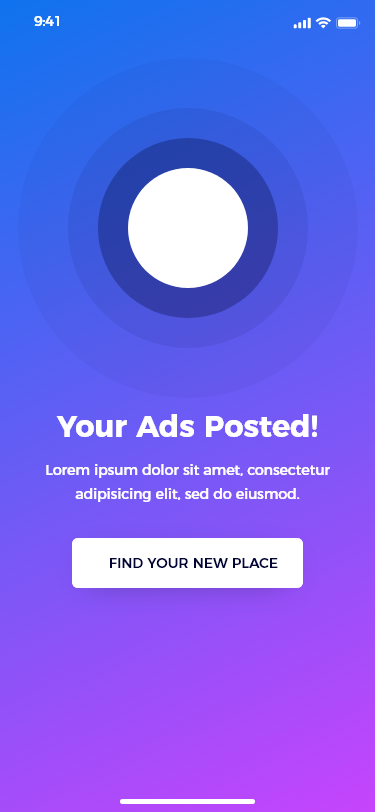 9:41
Your Ads Posted!
Lorem ipsum dolor sit amet, consectetur
adipisicing elit, sed do eiusmod.
FIND YOUR NEW PLACE